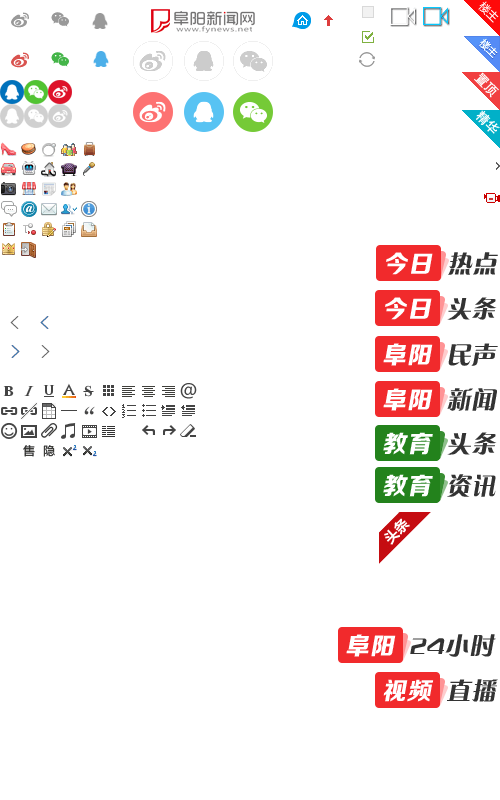 阜阳新闻网
www.fynews.net
楼主
楼主
置顶
精华
今日 热点
今日 头条
阜阳 民声
阜阳 新闻
B I U A S @
售 隐 X² X₂
教育 头条
教育 资讯
头条
阜阳 24小时
视频 直播